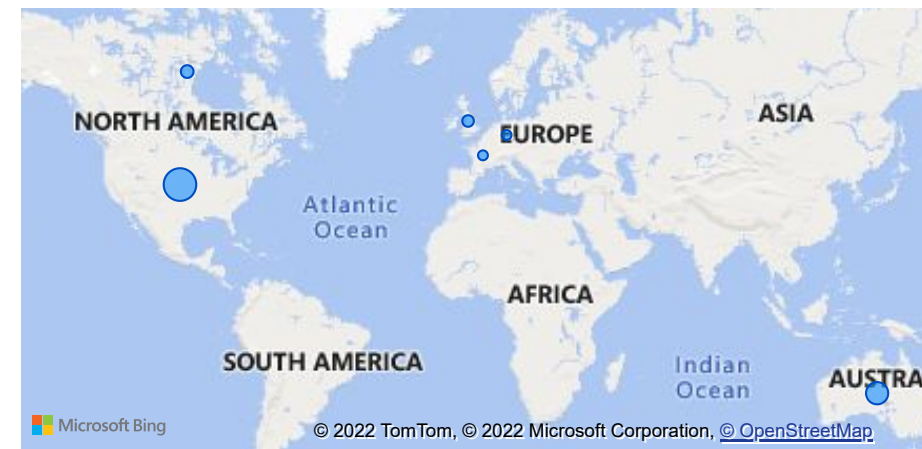 NORTH AMERICA
EUROPE
ASIA
Atlantic
Ocean
AFRICA
SOUTH AMERICA
Indian
Ocean
AUSTRA
Microsoft Bing
© 2022 TomTom, © 2022 Microsoft Corporation, © OpenStreetMap